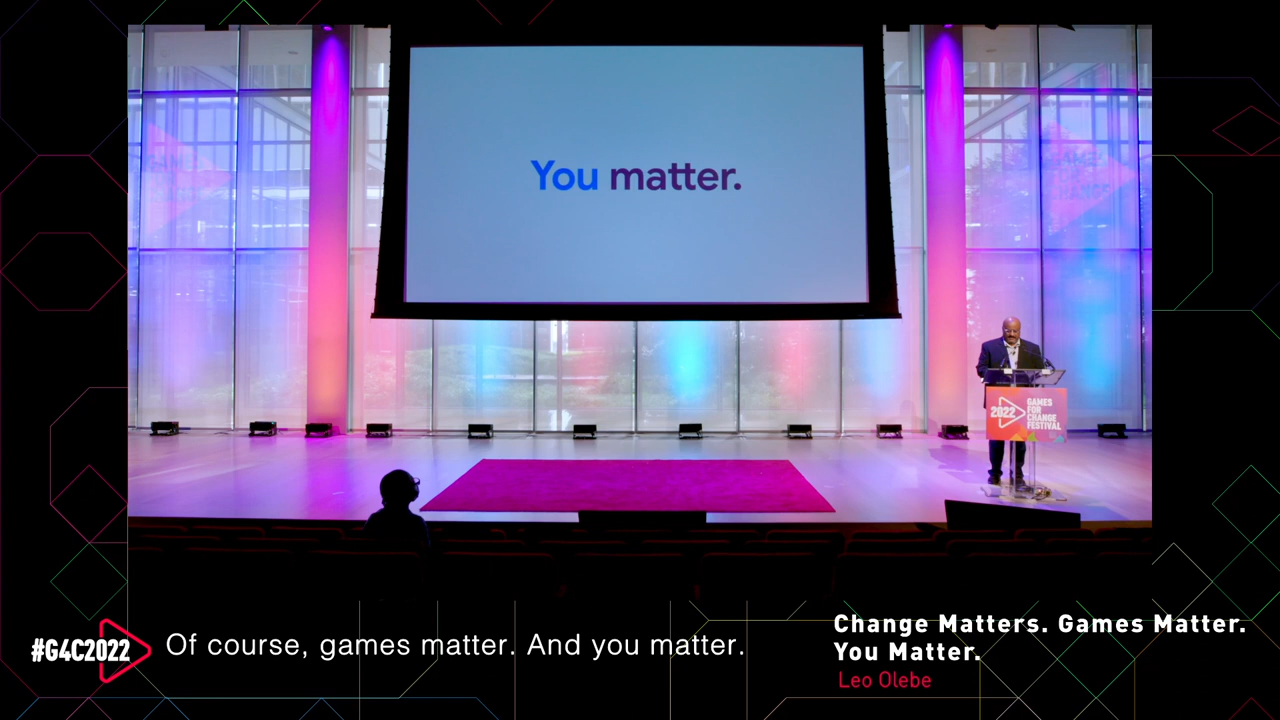 You matter.
2022
GAMES
FOR
CHANGE
FESTIVAL
#G4C2022
Of course, games matter. And you matter.
Change Matters. Games Matter.
You Matter.
Leo Olebe